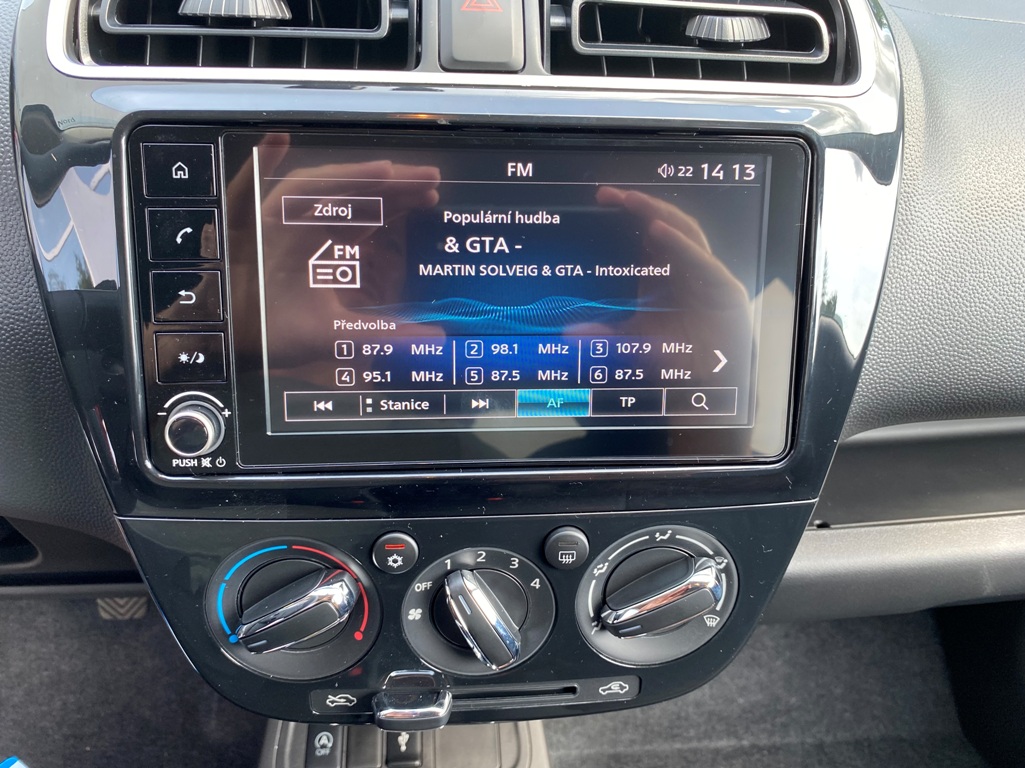 FM
22 14 13
Zdroj
Populární hudba
FM
& GTA -
MARTIN SOLVEIG & GTA - Intoxicated
Předvolba
1 87.9 MHz 2 98.1 MHz 3 107.9 MHz
4 95.1 MHz 5 87.5 MHz 6 87.5 MHz
Stanice AF TP
- +
PUSH
OFF 1 2 3 4
A OFF